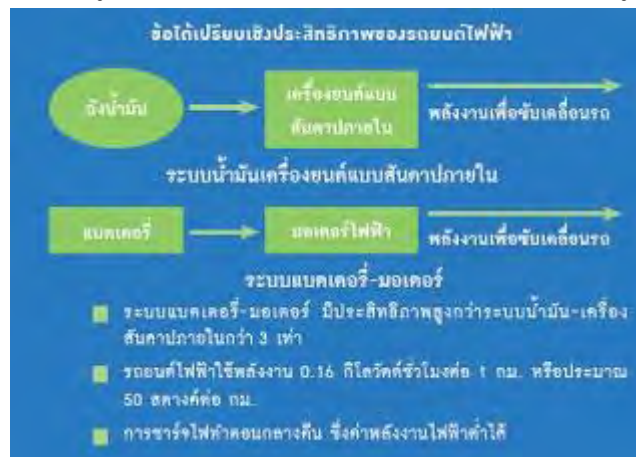 ข้อได้เปรียบเชิงประสิทธิภาพของรถยนต์ไฟฟ้า
ถังน้ำมัน
เครื่องยนต์แบบ
สันดาปภายใน
พลังงานเพื่อขับเคลื่อนรถ
ระบบน้ำมันเครื่องยนต์แบบสันดาปภายใน
แบตเตอรี่
มอเตอร์ไฟฟ้า
พลังงานเพื่อขับเคลื่อนรถ
ระบบแบตเตอรี่-มอเตอร์
ระบบแบตเตอรี่-มอเตอร์ มีประสิทธิภาพสูงกว่าระบบน้ำมัน-เครื่อง
สันดาปภายในกว่า 3 เท่า
รถยนต์ไฟฟ้าใช้พลังงาน 0.16 กิโลวัตต์ชั่วโมงต่อ 1 กม. หรือประมาณ
50 สตางค์ต่อ กม.
การชาร์จไฟทำตอนกลางคืน ซึ่งค่าพลังงานไฟฟ้าต่ำได้